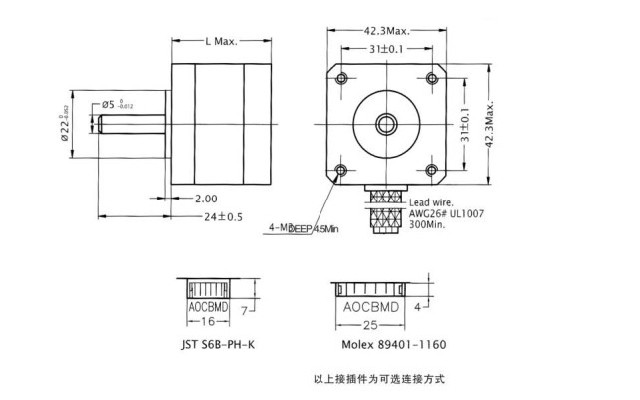 L Max.
42.3Max.
31±0.1
Ø5 0 -0.012
Ø22 0 -0.052
31±0.1
42.3Max.
2.00
24±0.5
4-M3
DEEP 4.5Min
Lead wire.
AWG26# UL1007
300Min.
AOCBMD
7
16
JST S6B-PH-K
AOCBMD
4
25
Molex 89401-1160
以上接插件为可选连接方式